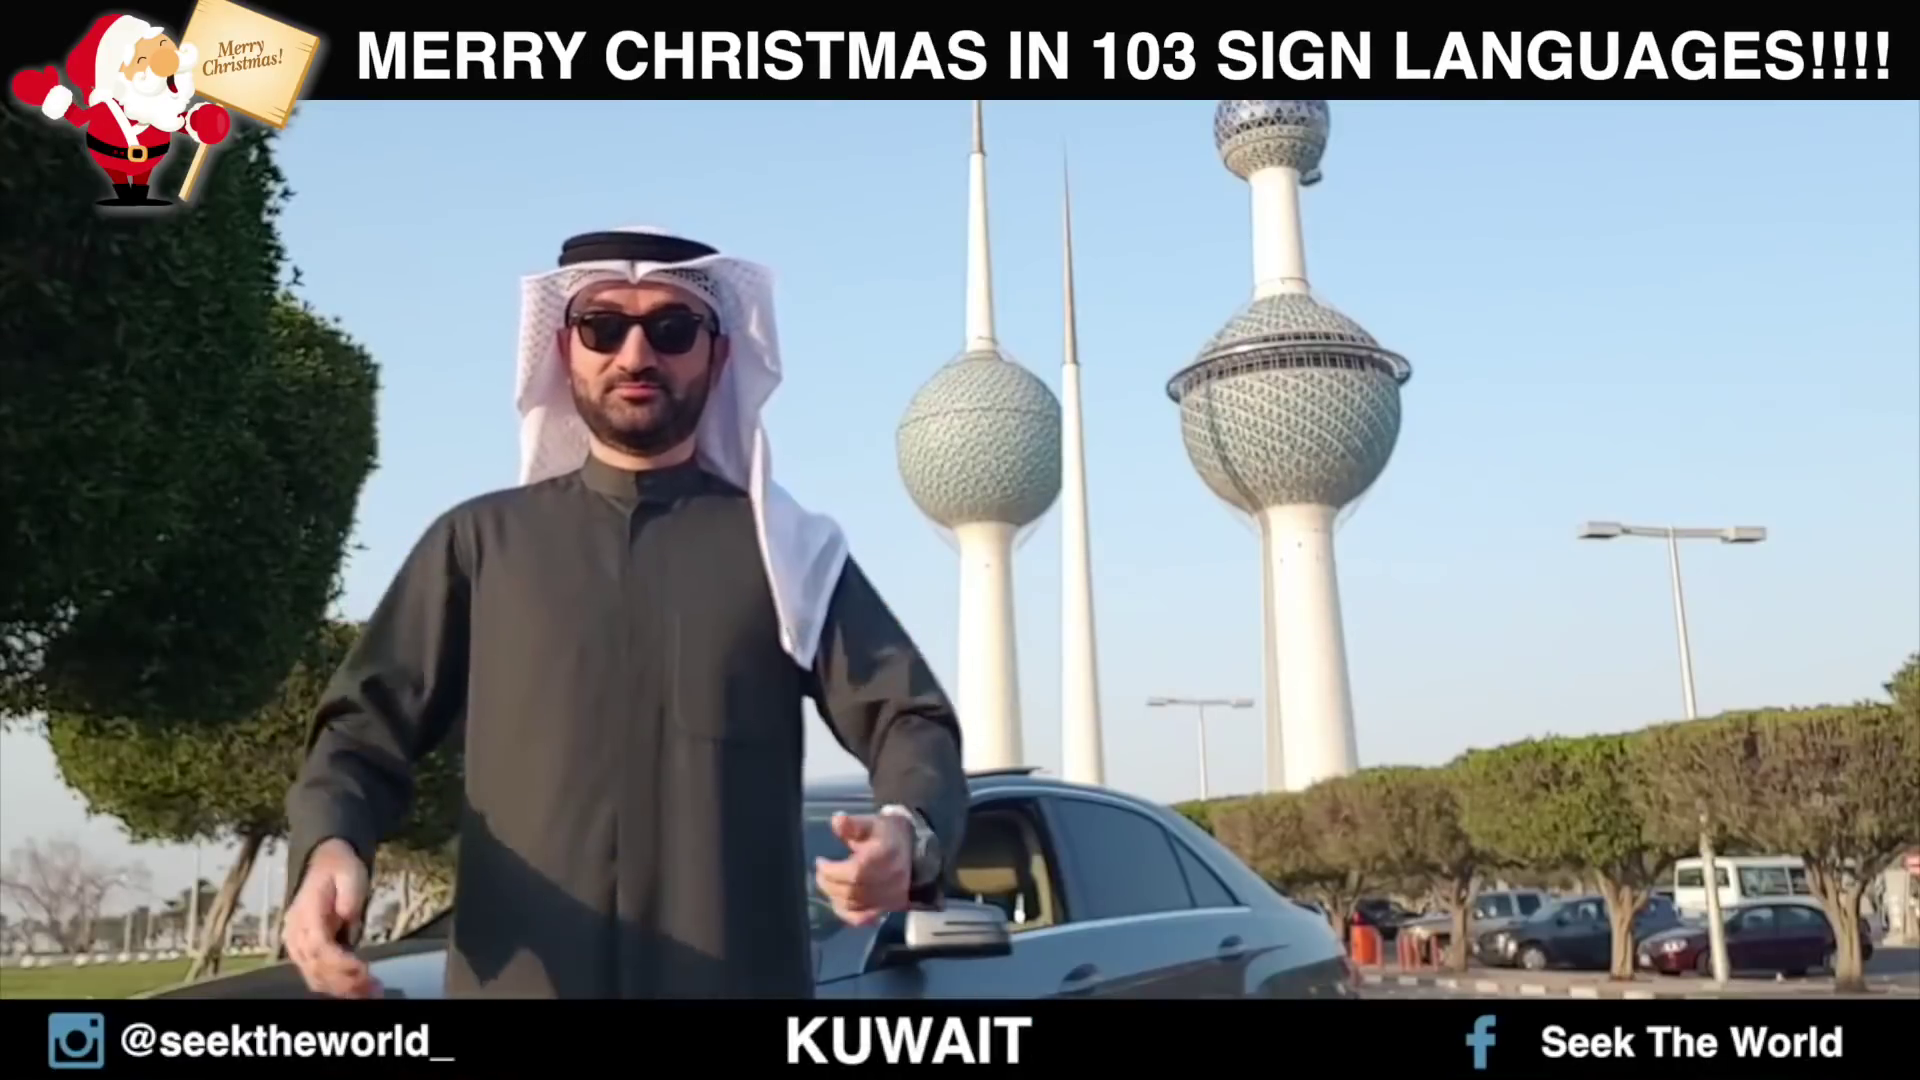 Merry
Christmas!
MERRY CHRISTMAS IN 103 SIGN LANGUAGES!!!!
@seektheworld_
KUWAIT
Seek The World